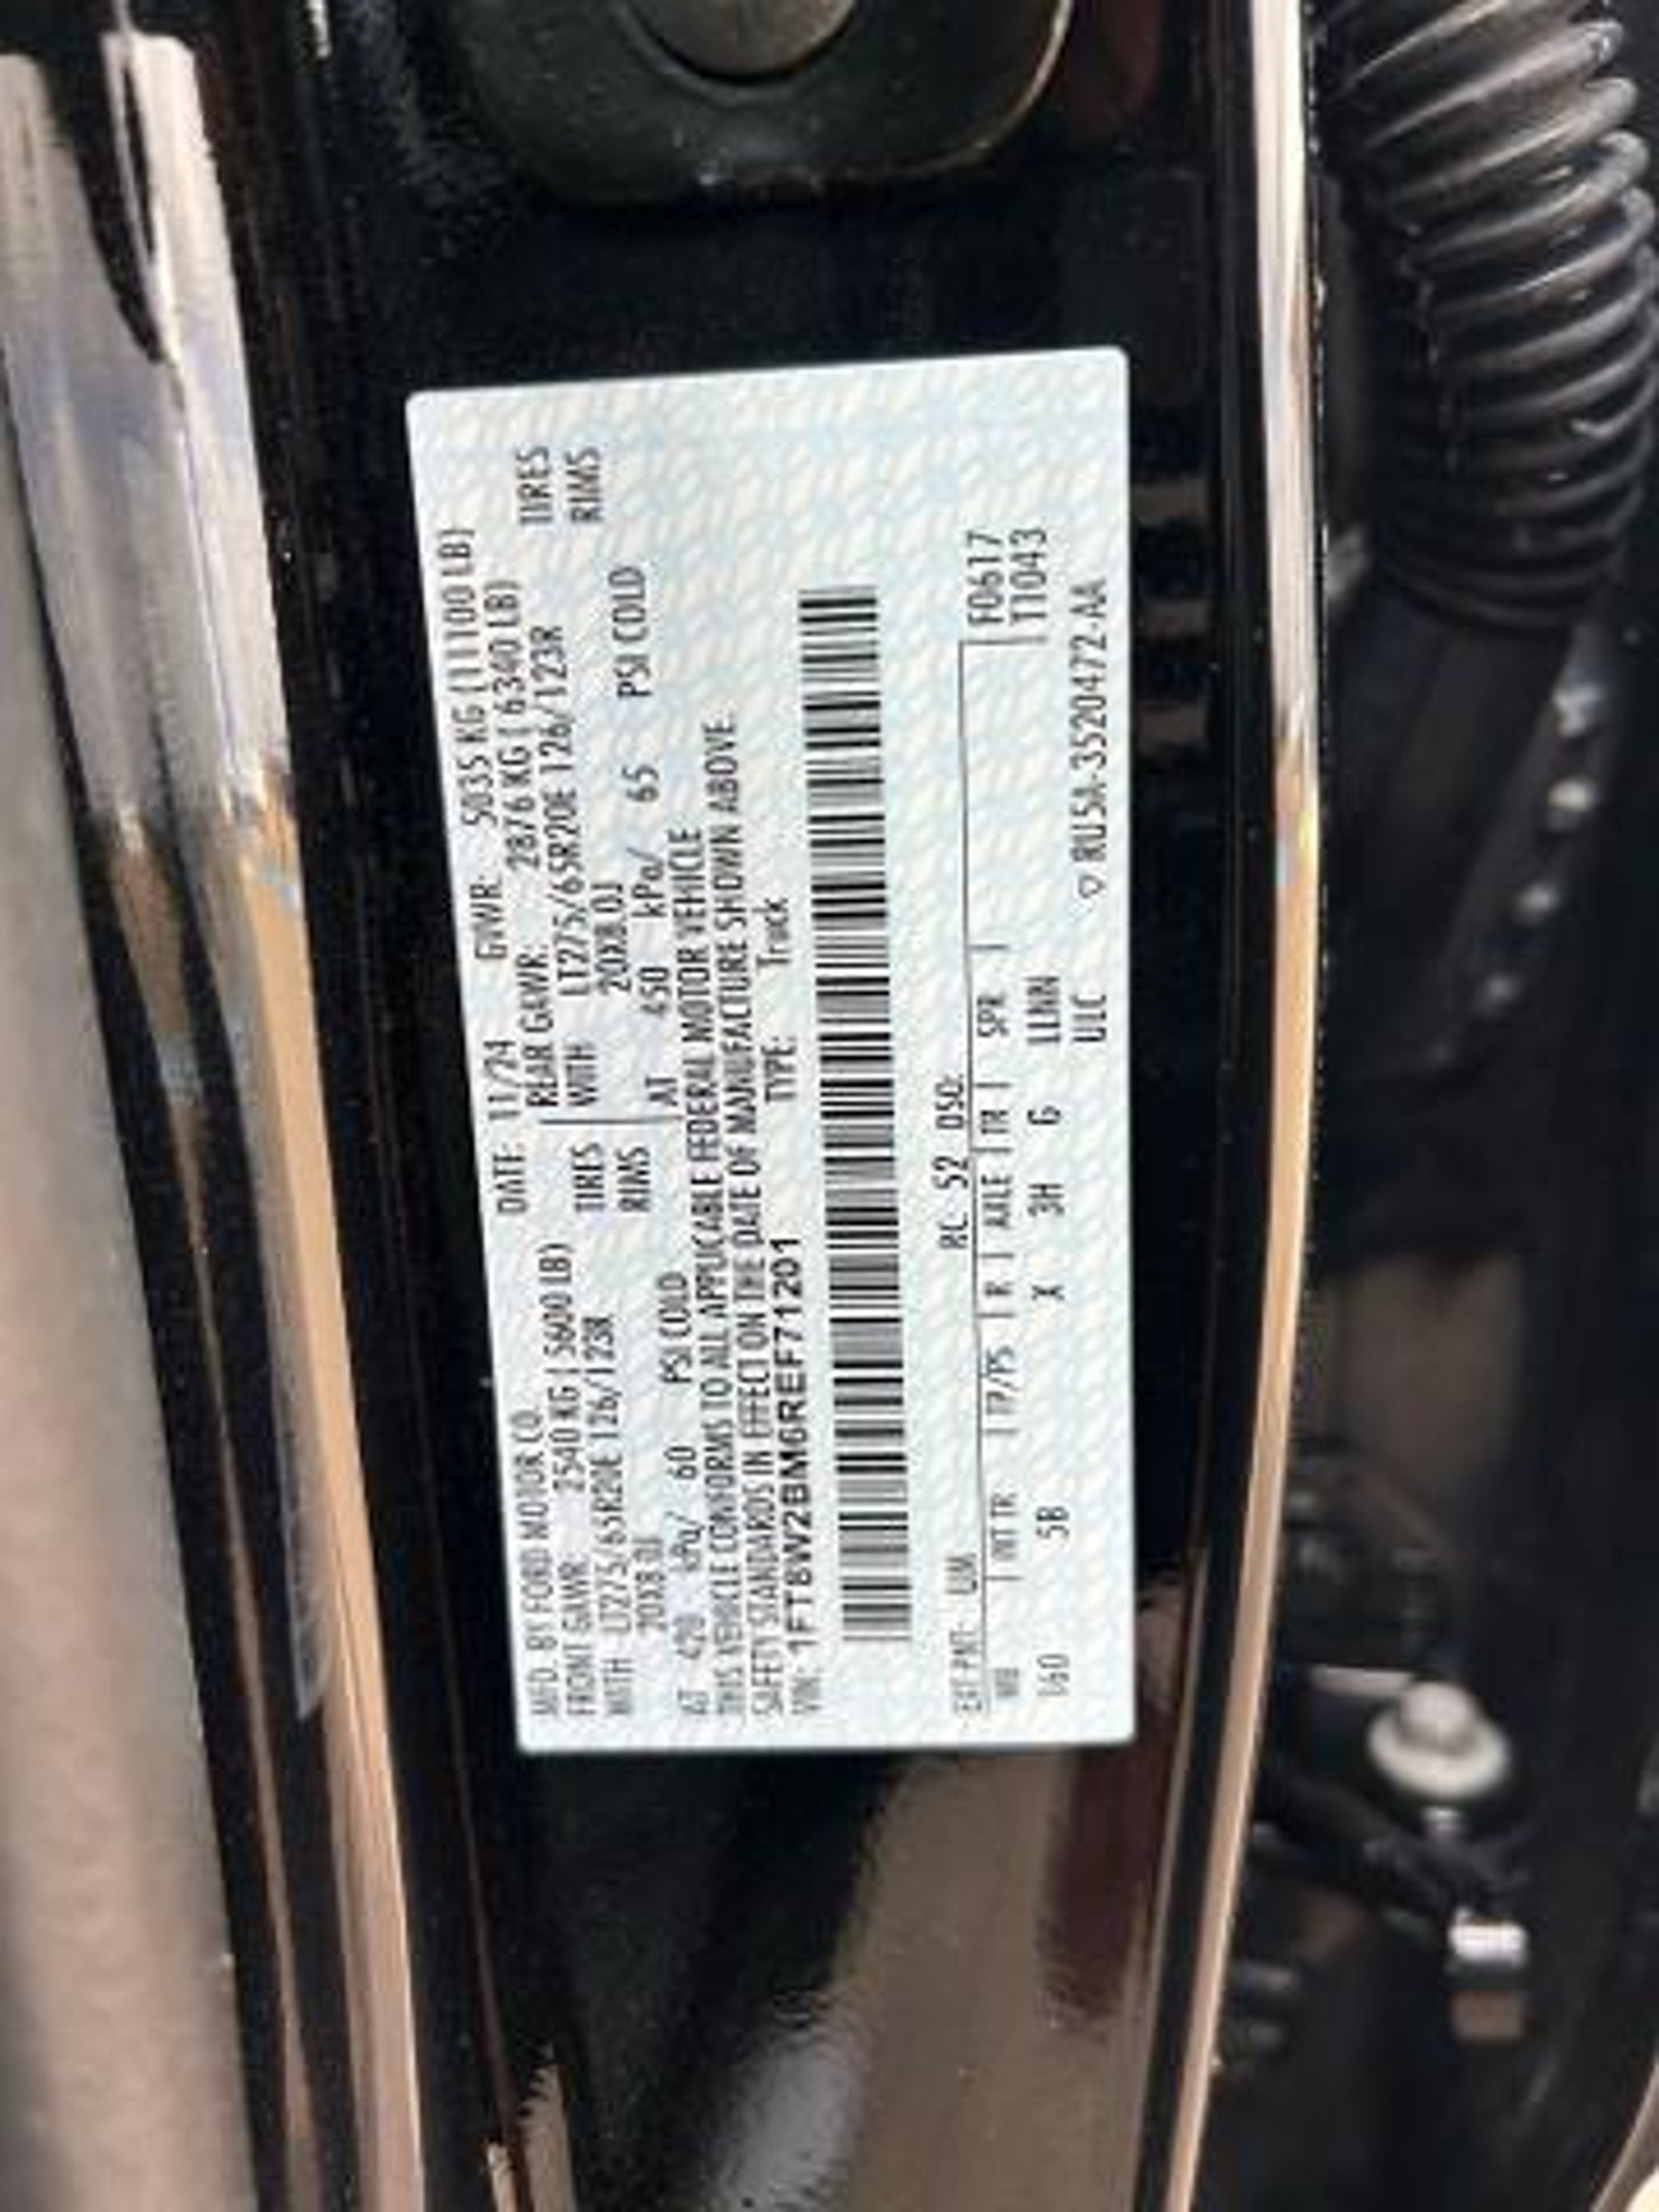 MFD. BY FORD MOTOR CO. DATE: 11/24 GVWR: 5035 KG (11100 LB)
FRONT GAWR: 2540 KG (5600 LB) REAR GAWR: 2876 KG (6340 LB)
WITH LT275/65R20E 126/123R TIRES WITH LT275/65R20E 126/123R TIRES
20X8.0J RIMS 20X8.0J RIMS
AT 420 kPa/ 60 PSI COLD AT 450 kPa/ 65 PSI COLD
THIS VEHICLE CONFORMS TO ALL APPLICABLE FEDERAL MOTOR VEHICLE
SAFETY STANDARDS IN EFFECT ON THE DATE OF MANUFACTURE SHOWN ABOVE
VIN: 1FT8W2BM6REF71201 TYPE: Truck
EXT PNT: UM RC: 52 DSO: F0617
WB INT TR TP/PS R AXLE TR SPR T1043
160 5B X 3H G LLNN
ULC RU5A-3520472-AA